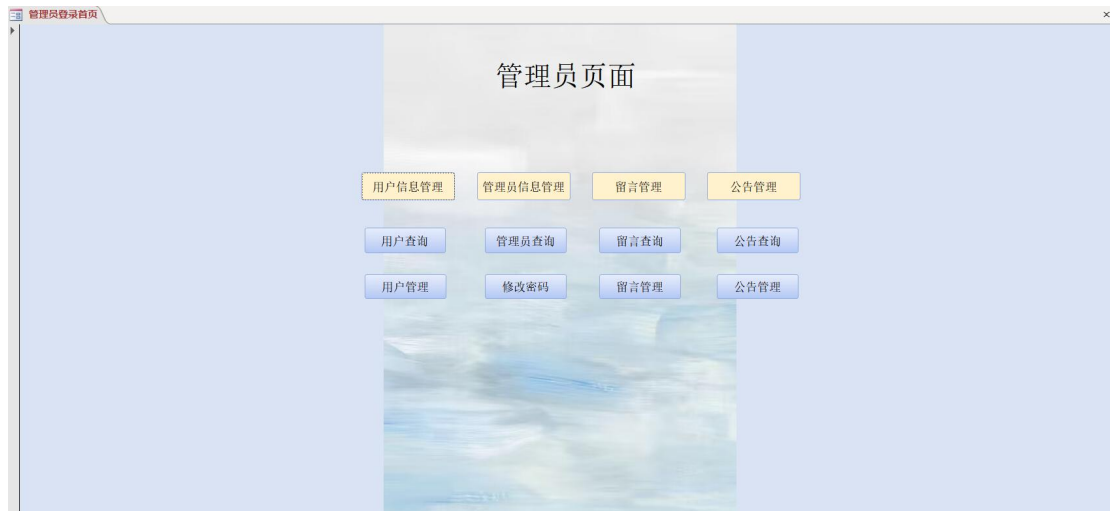 管理员登录首页
管理员页面
用户信息管理 管理员信息管理 留言管理 公告管理
用户查询 管理员查询 留言查询 公告查询
用户管理 修改密码 留言管理 公告管理